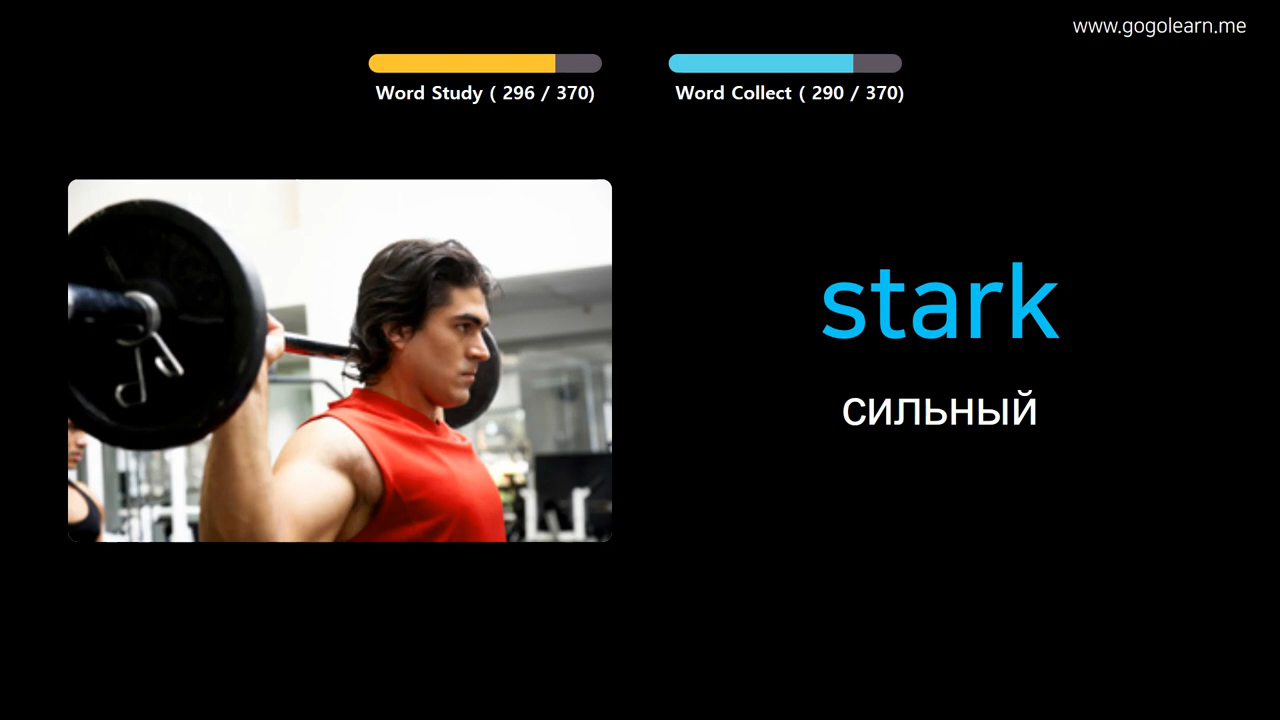 www.gogolearn.me
Word Study ( 296 / 370)
Word Collect ( 290 / 370)
stark
сильный